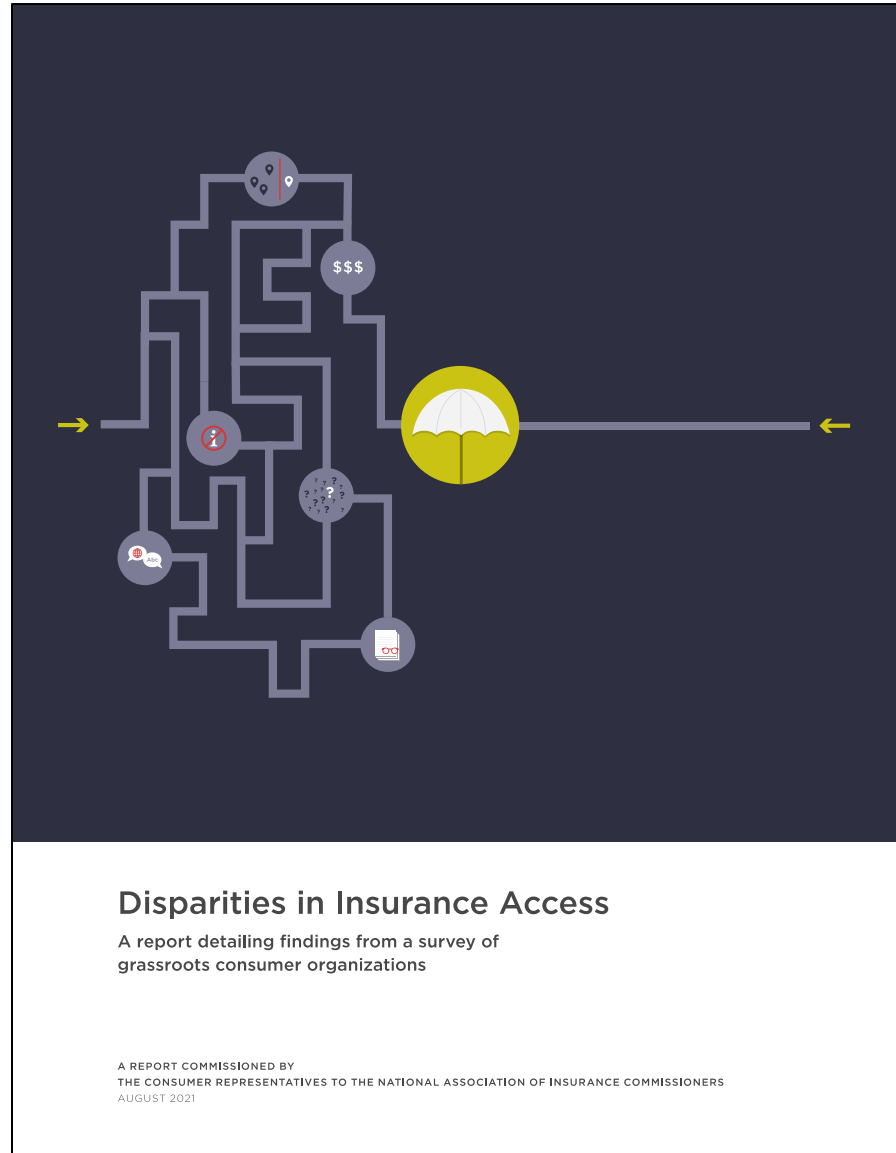 $$$
?
Abc
Disparities in Insurance Access
A report detailing findings from a survey of
grassroots consumer organizations
A REPORT COMMISSIONED BY
THE CONSUMER REPRESENTATIVES TO THE NATIONAL ASSOCIATION OF INSURANCE COMMISSIONERS
AUGUST 2021